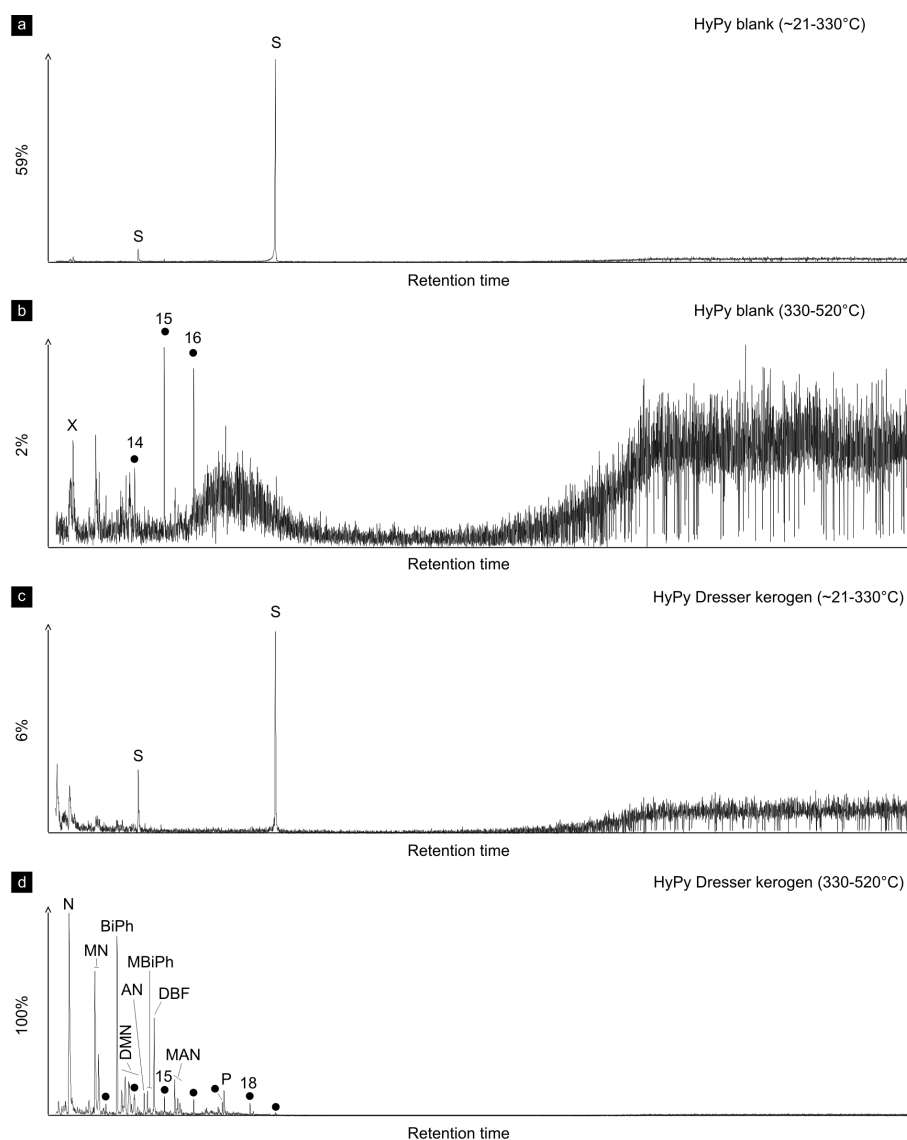 a
HyPy blank (~21-330°C)
S
S
59%
Retention time
b
HyPy blank (330-520°C)
15
16
X
14
2%
Retention time
c
HyPy Dresser kerogen (~21-330°C)
S
S
6%
Retention time
d
HyPy Dresser kerogen (330-520°C)
N
BiPh
MN
MBiPh
AN
DBF
DMN
15
MAN
P
18
100%
Retention time